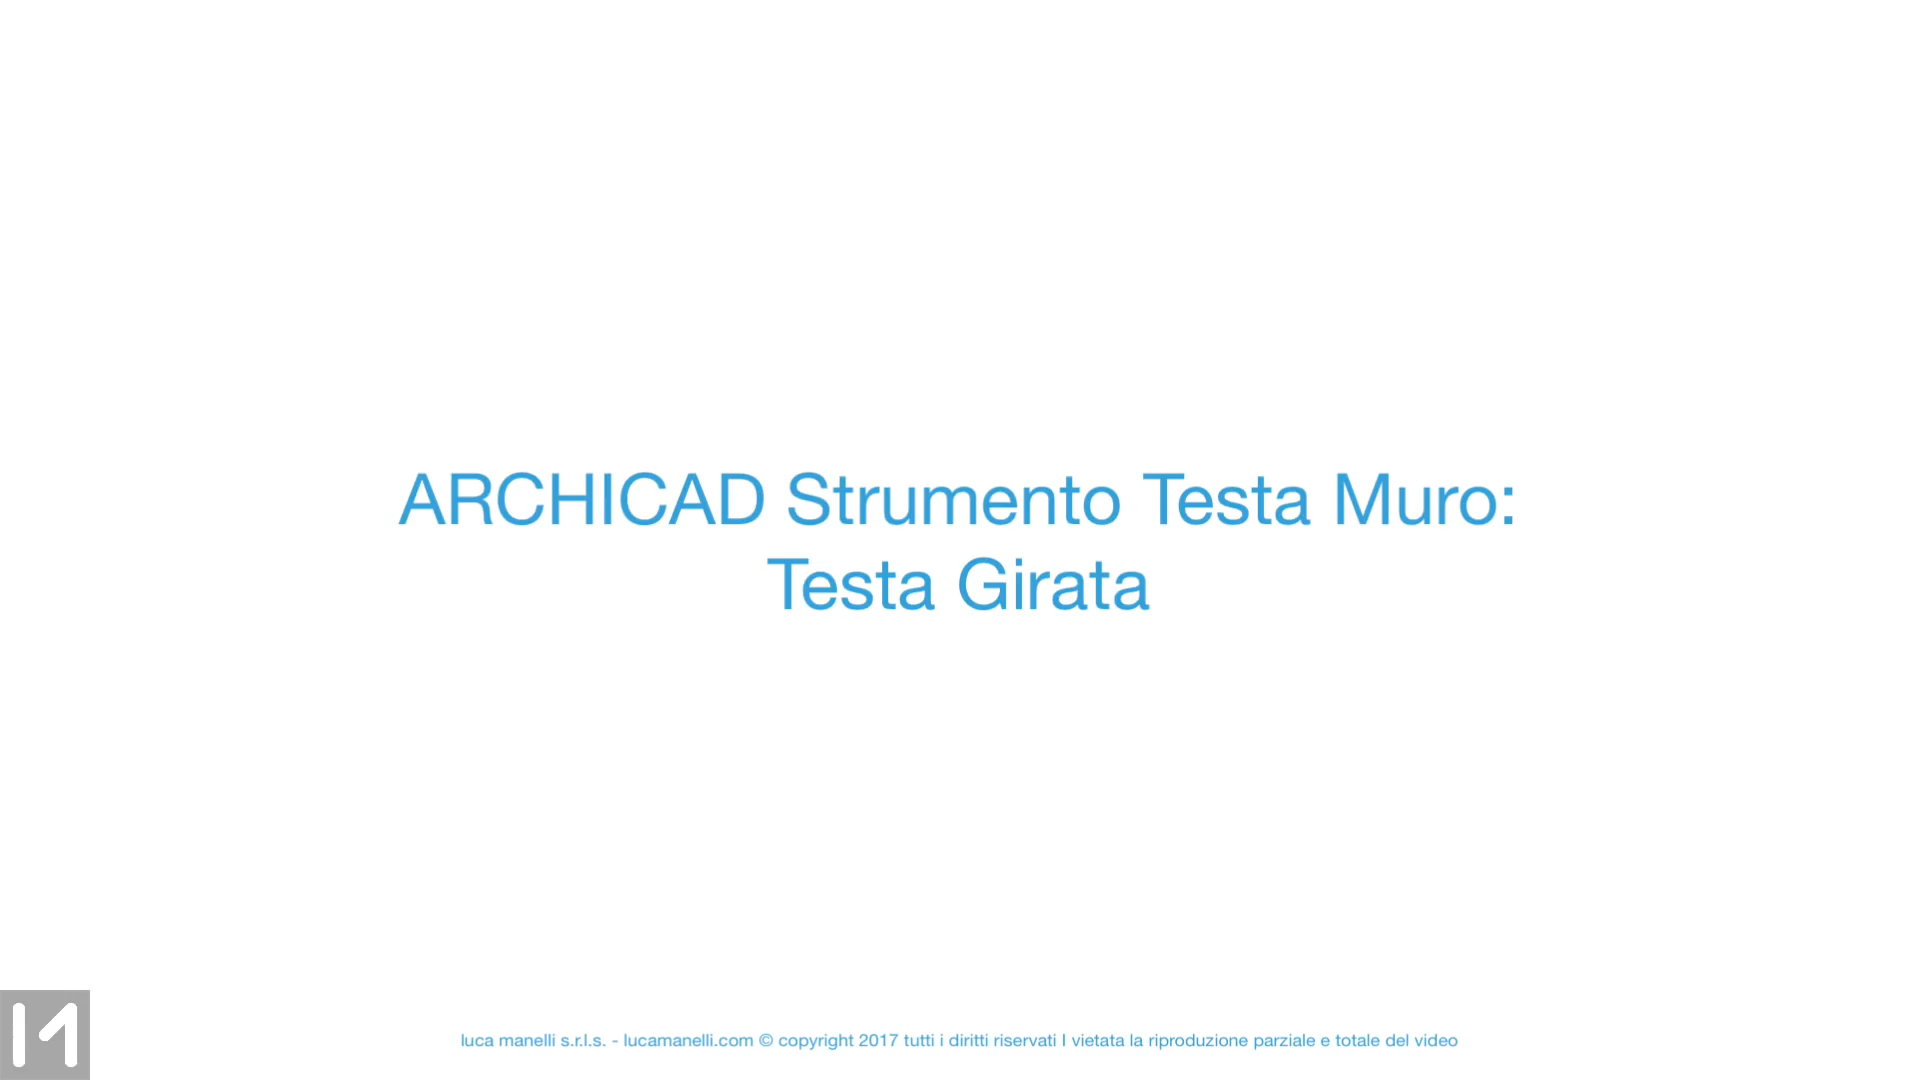 ARCHICAD Strumento Testa Muro:
Testa Girata
luca manelli s.r.l.s. - lucamanelli.com © copyright 2017 tutti i diritti riservati I vietata la riproduzione parziale e totale del video